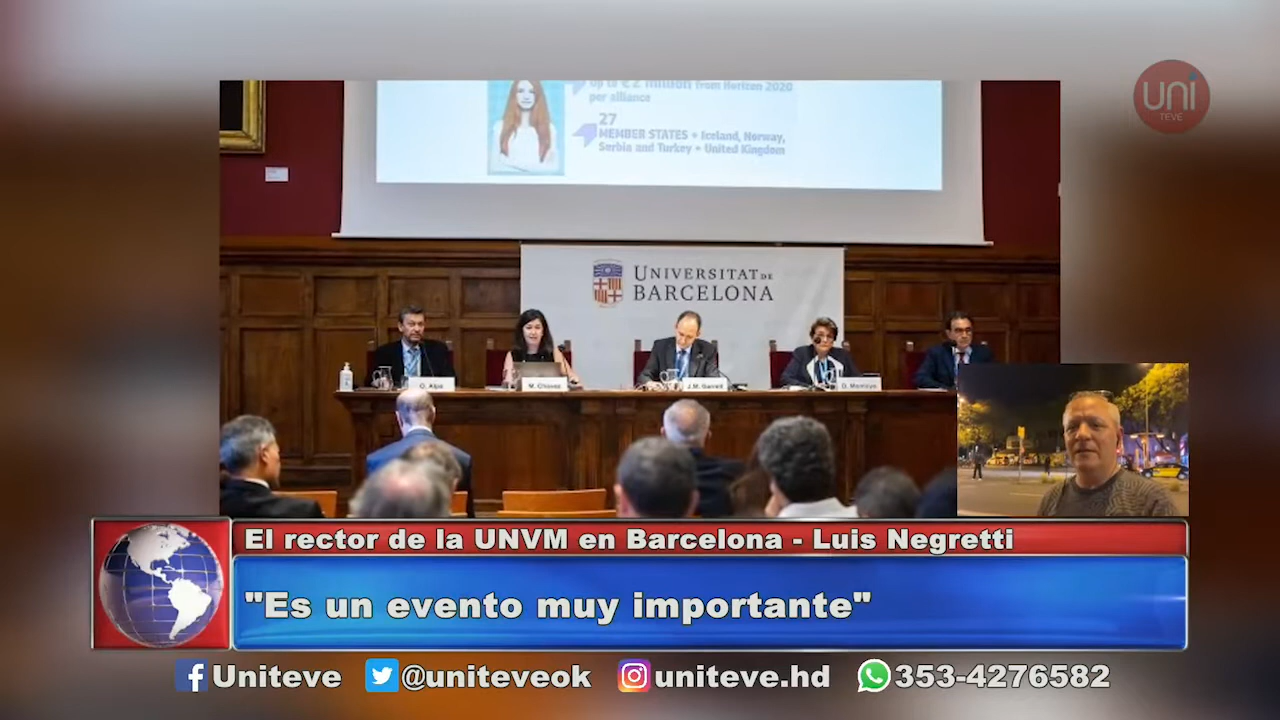 up to €2 million from Horizon 2020
per alliance
27
MEMBER STATES • Iceland, Norway,
Serbia and Turkey • United Kingdom
uni
TEVE
UNIVERSITAT DE
BARCELONA
O. Alpa
M. Chávez
J.M. Garrell
El rector de la UNVM en Barcelona - Luis Negretti
"Es un evento muy importante"
Uniteve
@uniteveok
uniteve.hd
353-4276582